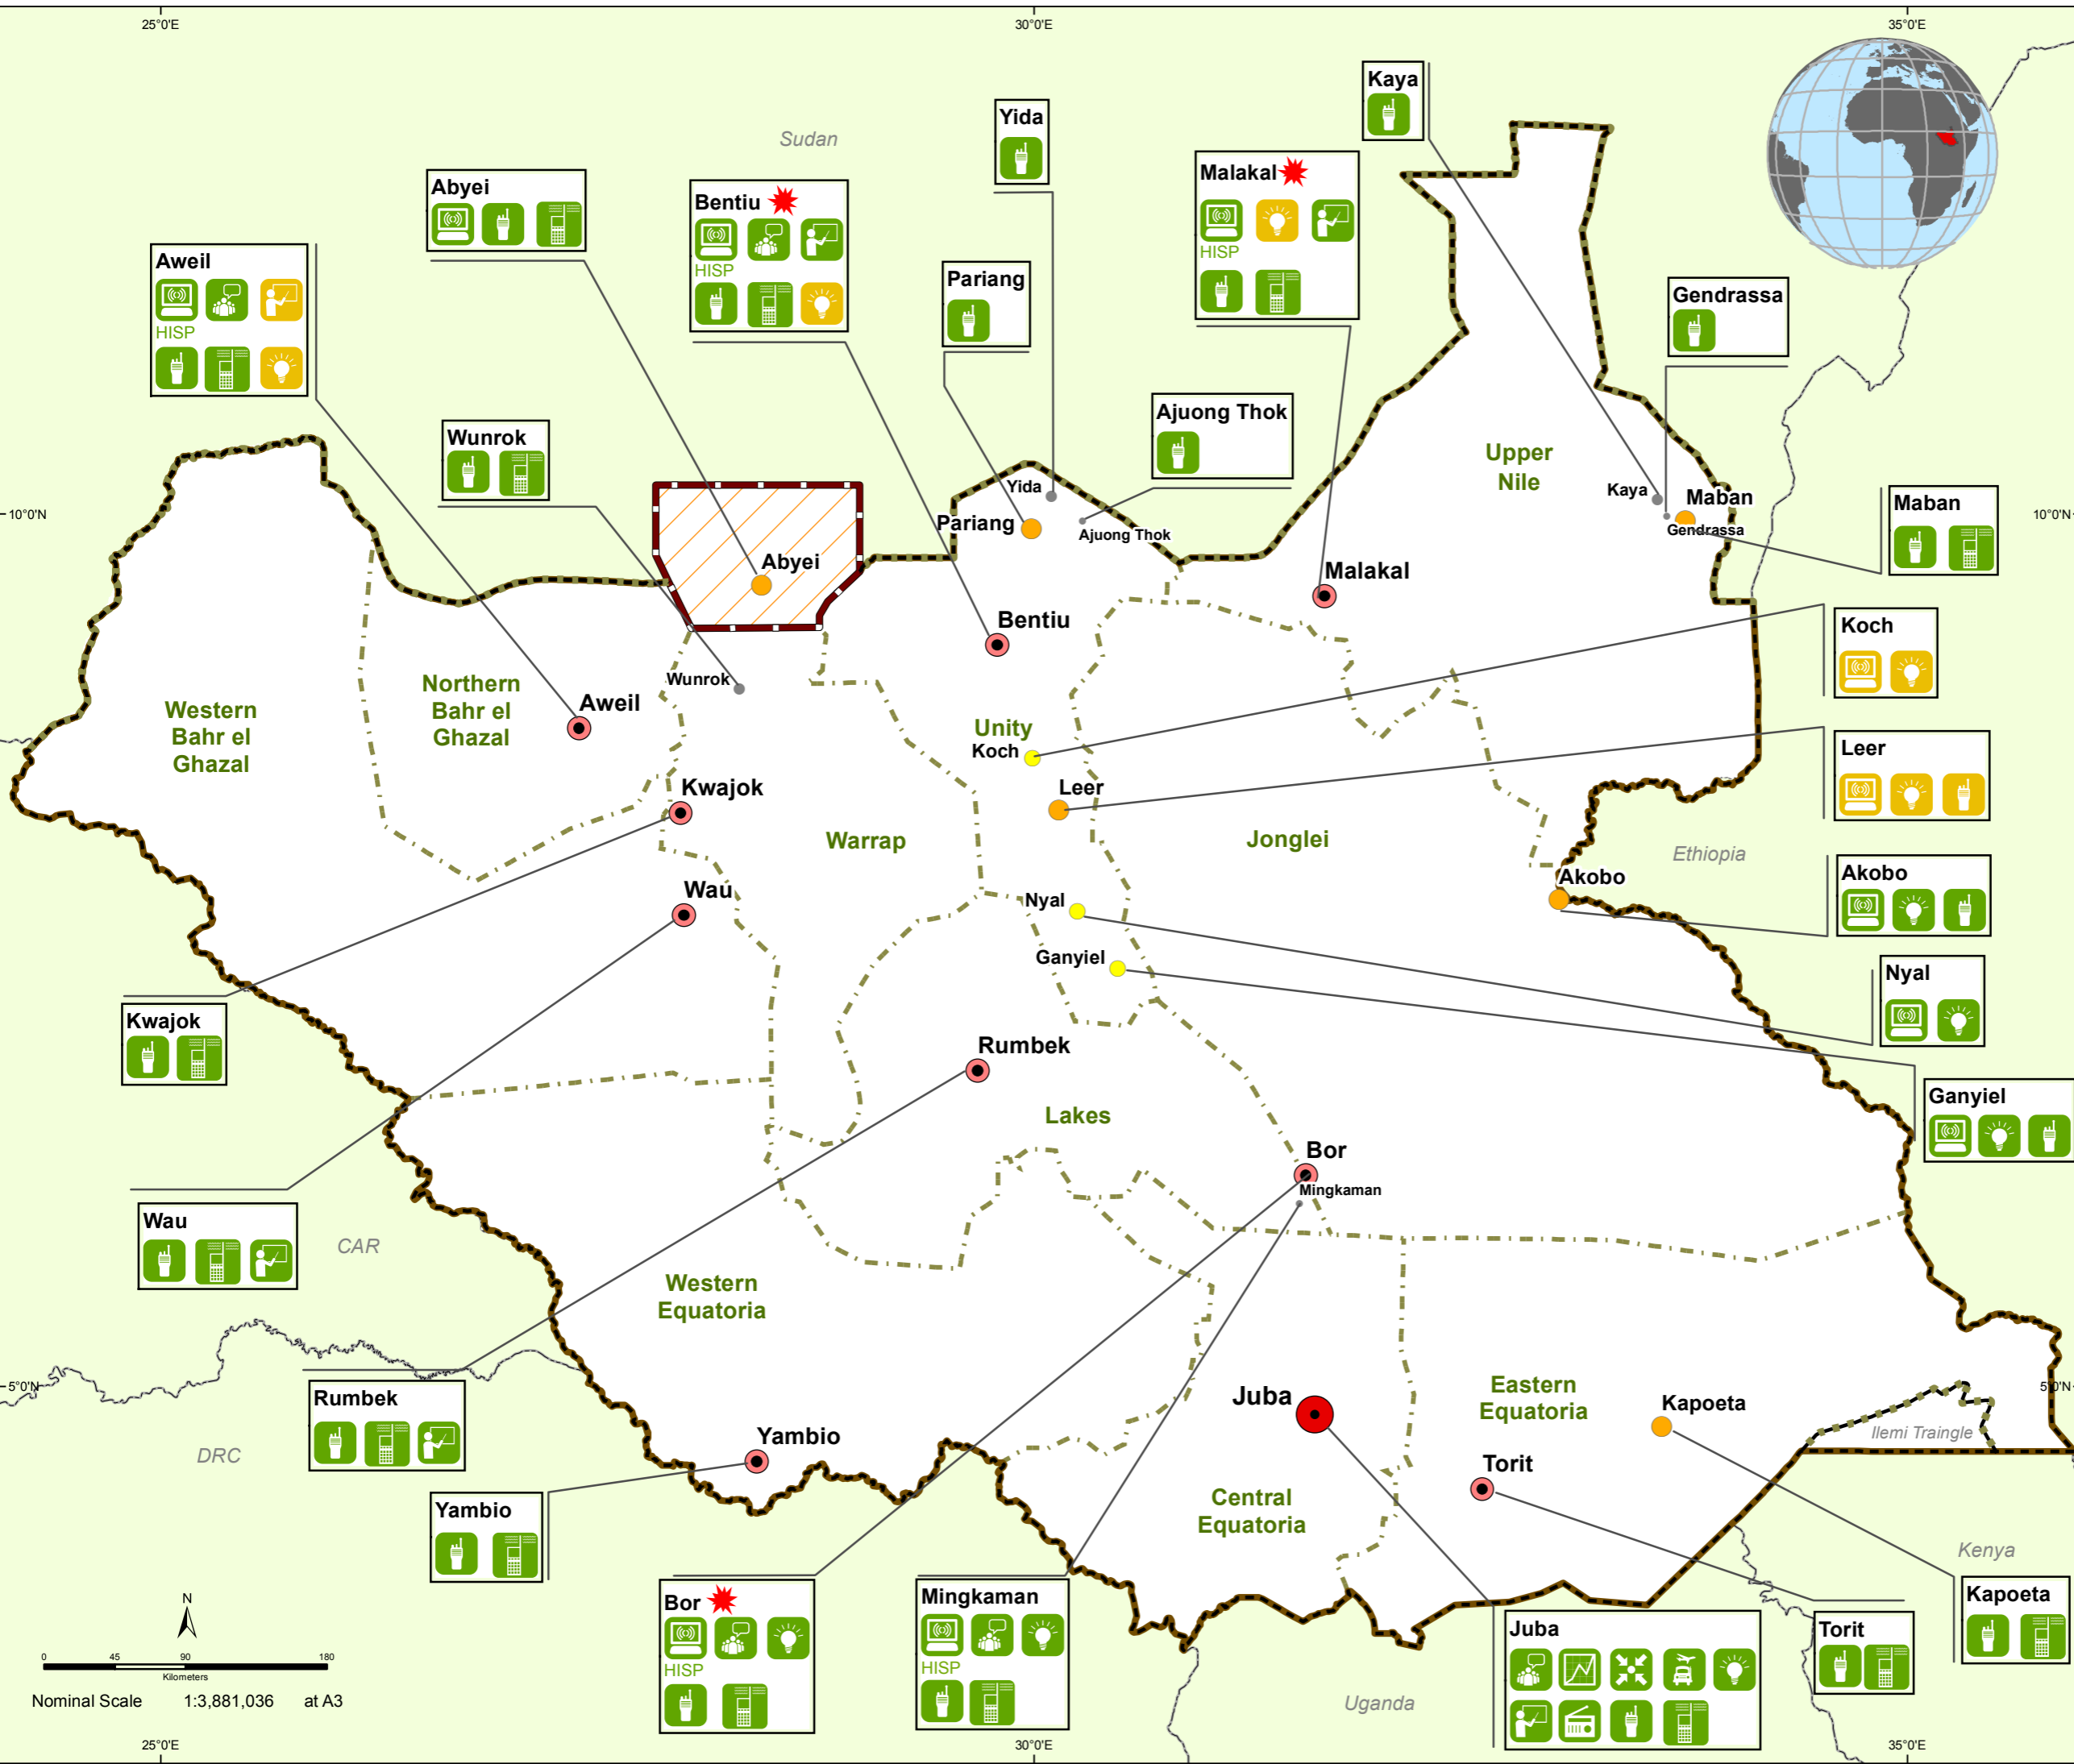 25°0'E
30°0'E
35°0'E
Kaya
Yida
Sudan
Malakal
HISP
Abyei
Bentiu
HISP
Aweil
HISP
Pariang
Gendrassa
Ajuong Thok
Wunrok
Upper
Nile
Yida
Kaya
Maban
Pariang
Gendrassa
Ajuong Thok
Maban
10°0'N
10°0'N
Abyei
Malakal
Bentiu
Koch
Wunrok
Northern
Bahr el
Ghazal
Aweil
Western
Bahr el
Ghazal
Unity
Koch
Leer
Kwajok
Leer
Warrap
Jonglei
Ethiopia
Akobo
Akobo
Wau
Nyal
Ganyiel
Nyal
Kwajok
Rumbek
Ganyiel
Lakes
Bor
Mingkaman
Wau
CAR
Western
Equatoria
5°0'N
5°0'N
Rumbek
Juba
Eastern
Equatoria
Kapoeta
Ilemi Traingle
DRC
Yambio
Torit
Yambio
Central
Equatoria
Kenya
Bor
HISP
Mingkaman
HISP
Juba
Torit
Kapoeta
Uganda
N
0 45 90 180
Kilometers
Nominal Scale 1:3,881,036 at A3
25°0'E
30°0'E
35°0'E